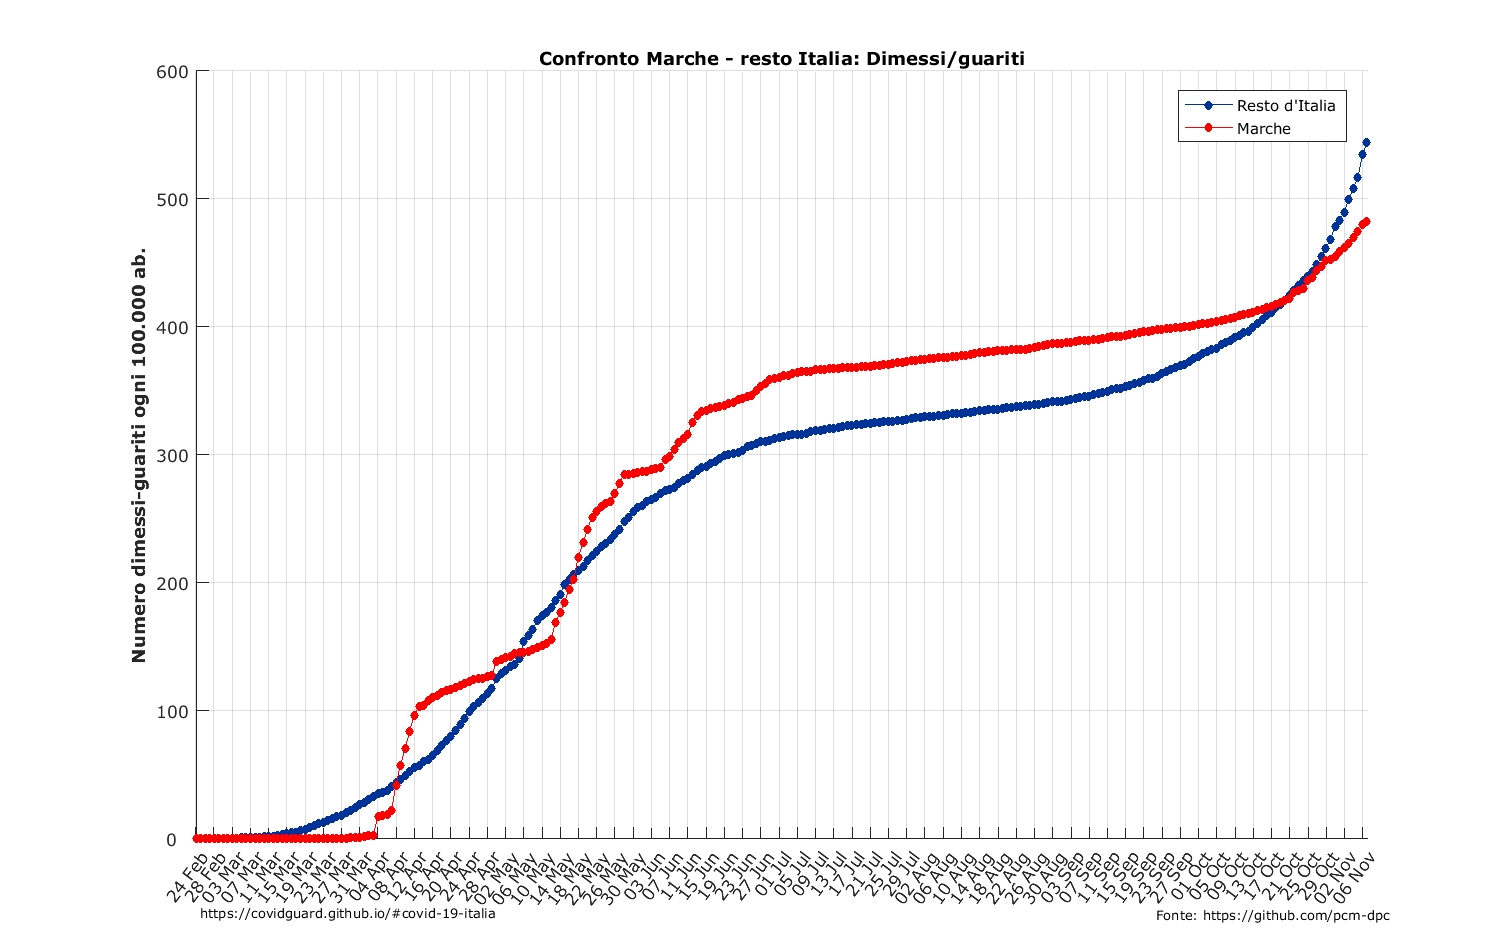 Confronto Marche - resto Italia: Dimessi/guariti
Resto d'Italia
Marche
Numero dimessi-guariti ogni 100.000 ab.
600
500
400
300
200
100
0
24 Feb
28 Feb
03 Mar
07 Mar
11 Mar
15 Mar
19 Mar
23 Mar
27 Mar
31 Mar
04 Apr
08 Apr
12 Apr
16 Apr
20 Apr
24 Apr
28 Apr
02 May
06 May
10 May
14 May
18 May
22 May
26 May
30 May
03 Jun
07 Jun
11 Jun
15 Jun
19 Jun
23 Jun
27 Jun
01 Jul
05 Jul
09 Jul
13 Jul
17 Jul
21 Jul
25 Jul
29 Jul
02 Aug
06 Aug
10 Aug
14 Aug
18 Aug
22 Aug
26 Aug
30 Aug
03 Sep
07 Sep
11 Sep
15 Sep
19 Sep
23 Sep
27 Sep
01 Oct
05 Oct
09 Oct
13 Oct
17 Oct
21 Oct
25 Oct
29 Oct
02 Nov
06 Nov
https://covidguard.github.io/#covid-19-italia
Fonte: https://github.com/pcm-dpc